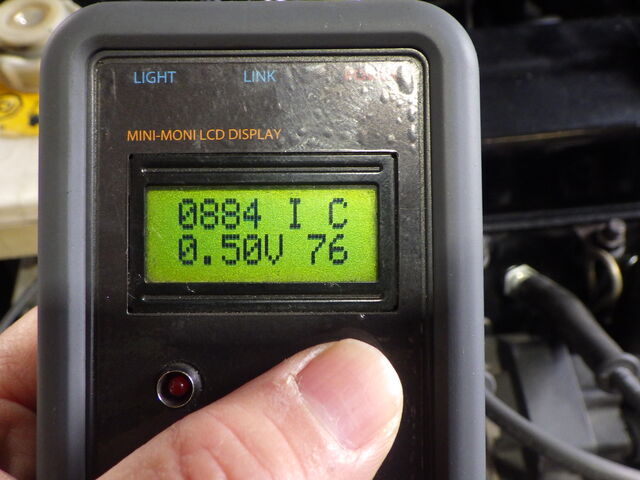 LIGHT LINK
MINI-MONI LCD DISPLAY
0884 I C
0.50V 76